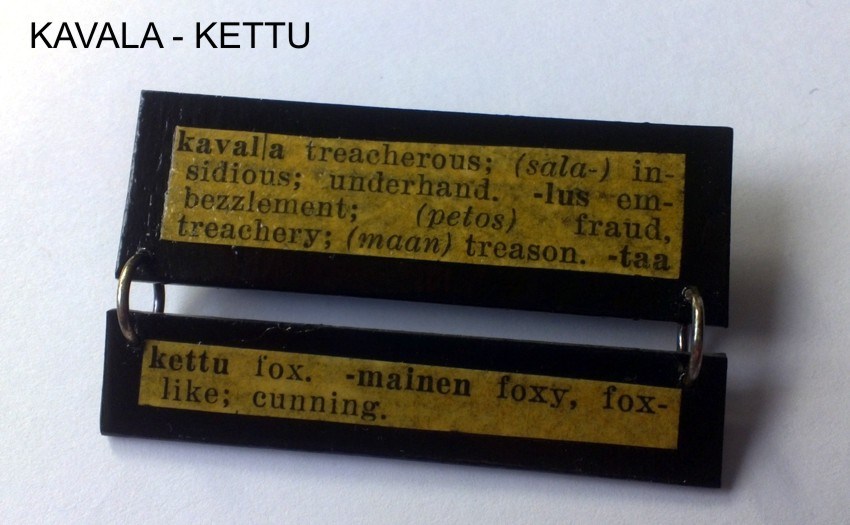 KAVALA - KETTU
kaval|a treacherous; (sala-) in-
sidious; underhand. -lus em-
bezzlement; (petos) fraud,
treachery; (maan) treason. -taa
kettu fox. -mainen foxy, fox-
like; cunning.